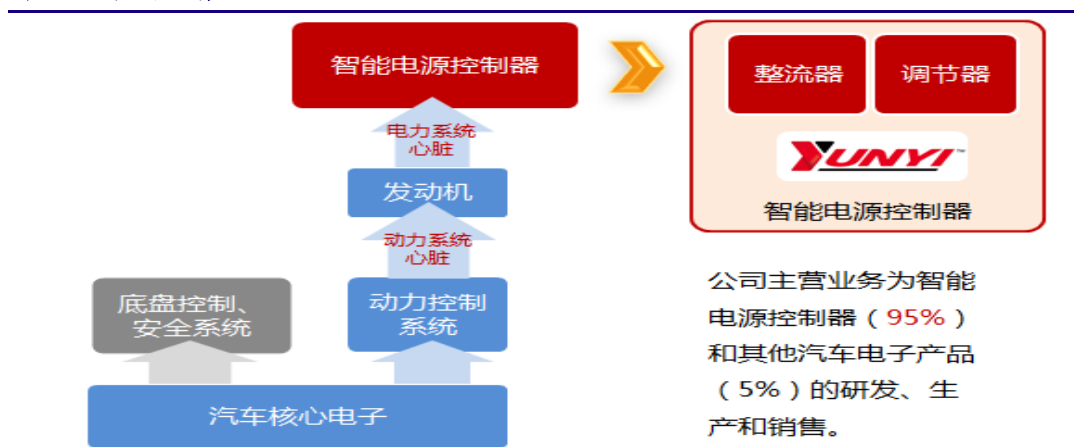 智能电源控制器
整流器
调节器
YUNYI™
智能电源控制器
电力系统
心脏
发动机
动力系统
心脏
底盘控制、
安全系统
动力控制
系统
汽车核心电子
公司主营业务为智能
电源控制器（95%）
和其他汽车电子产品
（5%）的研发、生
产和销售。